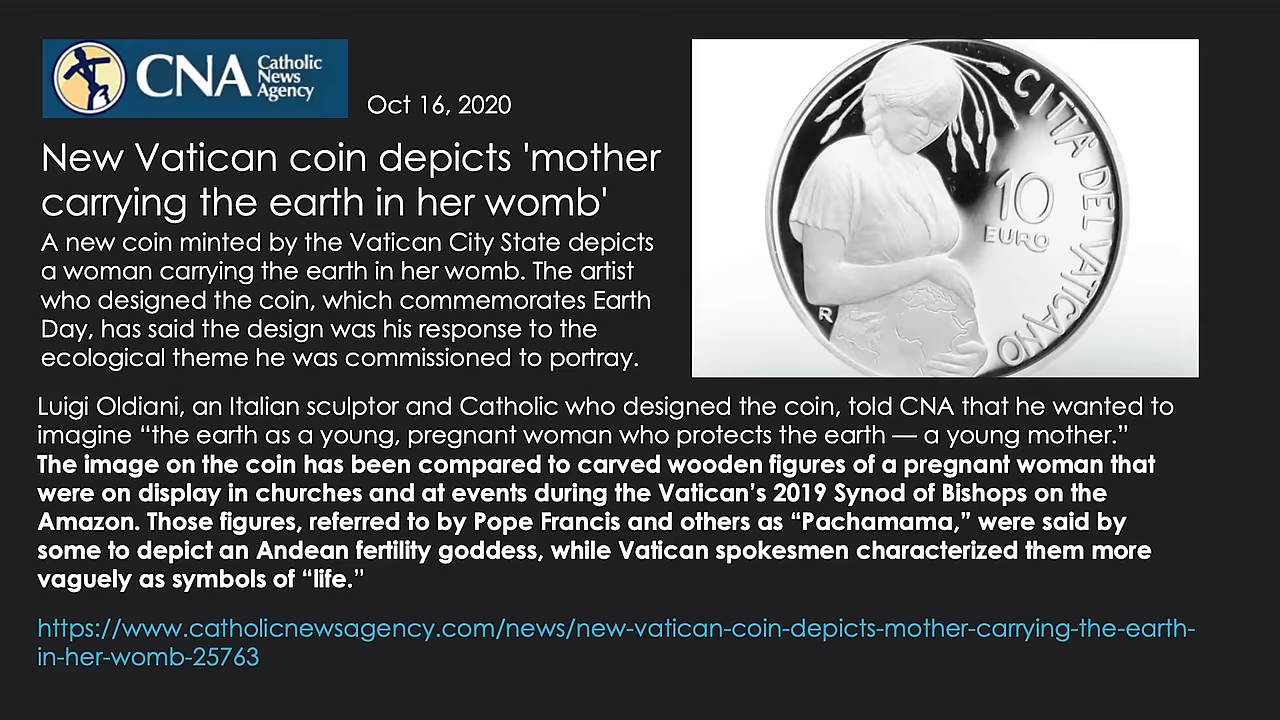 CNA Catholic News Agency
Oct 16, 2020
New Vatican coin depicts 'mother
carrying the earth in her womb'
A new coin minted by the Vatican City State depicts
a woman carrying the earth in her womb. The artist
who designed the coin, which commemorates Earth
Day, has said the design was his response to the
ecological theme he was commissioned to portray.
CITTÀ DEL VATICANO
10
EURO
R
Luigi Oldiani, an Italian sculptor and Catholic who designed the coin, told CNA that he wanted to
imagine “the earth as a young, pregnant woman who protects the earth — a young mother.”
The image on the coin has been compared to carved wooden figures of a pregnant woman that
were on display in churches and at events during the Vatican’s 2019 Synod of Bishops on the
Amazon. Those figures, referred to by Pope Francis and others as “Pachamama,” were said by
some to depict an Andean fertility goddess, while Vatican spokesmen characterized them more
vaguely as symbols of “life.”
https://www.catholicnewsagency.com/news/new-vatican-coin-depicts-mother-carrying-the-earth-
in-her-womb-25763